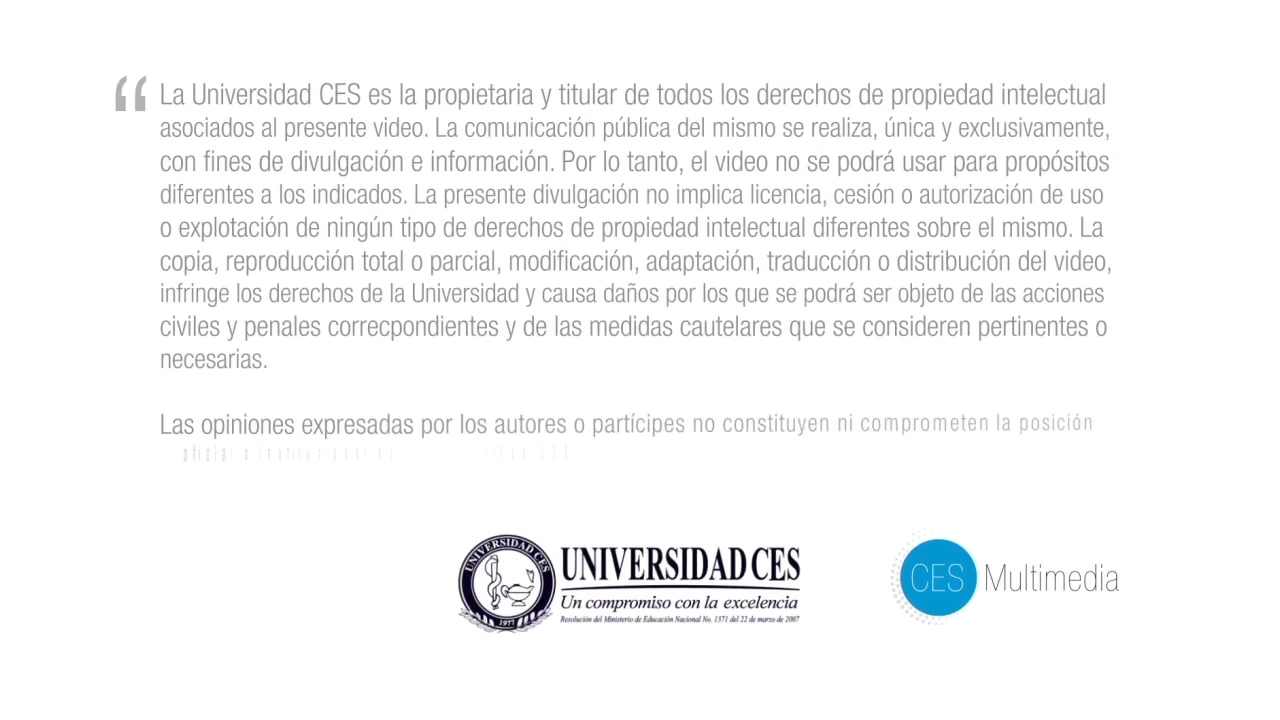 “ La Universidad CES es la propietaria y titular de todos los derechos de propiedad intelectual
asociados al presente video. La comunicación pública del mismo se realiza, única y exclusivamente,
con fines de divulgación e información. Por lo tanto, el video no se podrá usar para propósitos
diferentes a los indicados. La presente divulgación no implica licencia, cesión o autorización de uso
o explotación de ningún tipo de derechos de propiedad intelectual diferentes sobre el mismo. La
copia, reproducción total o parcial, modificación, adaptación, traducción o distribución del video,
infringe los derechos de la Universidad y causa daños por los que se podrá ser objeto de las acciones
civiles y penales correcpondientes y de las medidas cautelares que se consideren pertinentes o
necesarias.
Las opiniones expresadas por los autores o partícipes no constituyen ni comprometen la posición
UNIVERSIDAD CES
1977
UNIVERSIDAD CES
Un compromiso con la excelencia
Resolución del Ministerio de Educación Nacional No. 1371 del 22 de marzo de 2007
CES Multimedia